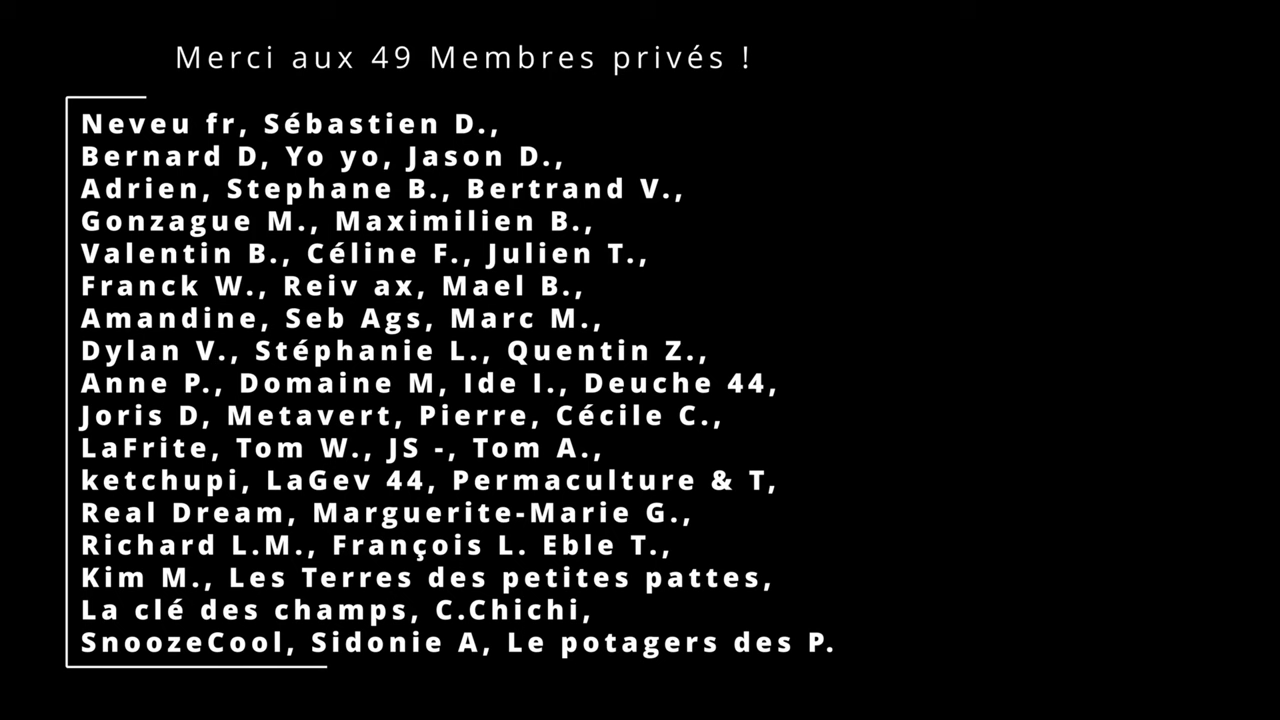 Merci aux 49 Membres privés !
Neveu fr, Sébastien D.,
Bernard D, Yo yo, Jason D.,
Adrien, Stephane B., Bertrand V.,
Gonzague M., Maximilien B.,
Valentin B., Céline F., Julien T.,
Franck W., Reiv ax, Mael B.,
Amandine, Seb Ags, Marc M.,
Dylan V., Stéphanie L., Quentin Z.,
Anne P., Domaine M, Ide I., Deuche 44,
Joris D, Metavert, Pierre, Cécile C.,
LaFrite, Tom W., JS -, Tom A.,
ketchupi, LaGev 44, Permaculture & T,
Real Dream, Marguerite-Marie G.,
Richard L.M., François L. Eble T.,
Kim M., Les Terres des petites pattes,
La clé des champs, C.Chichi,
SnoozeCool, Sidonie A, Le potagers des P.